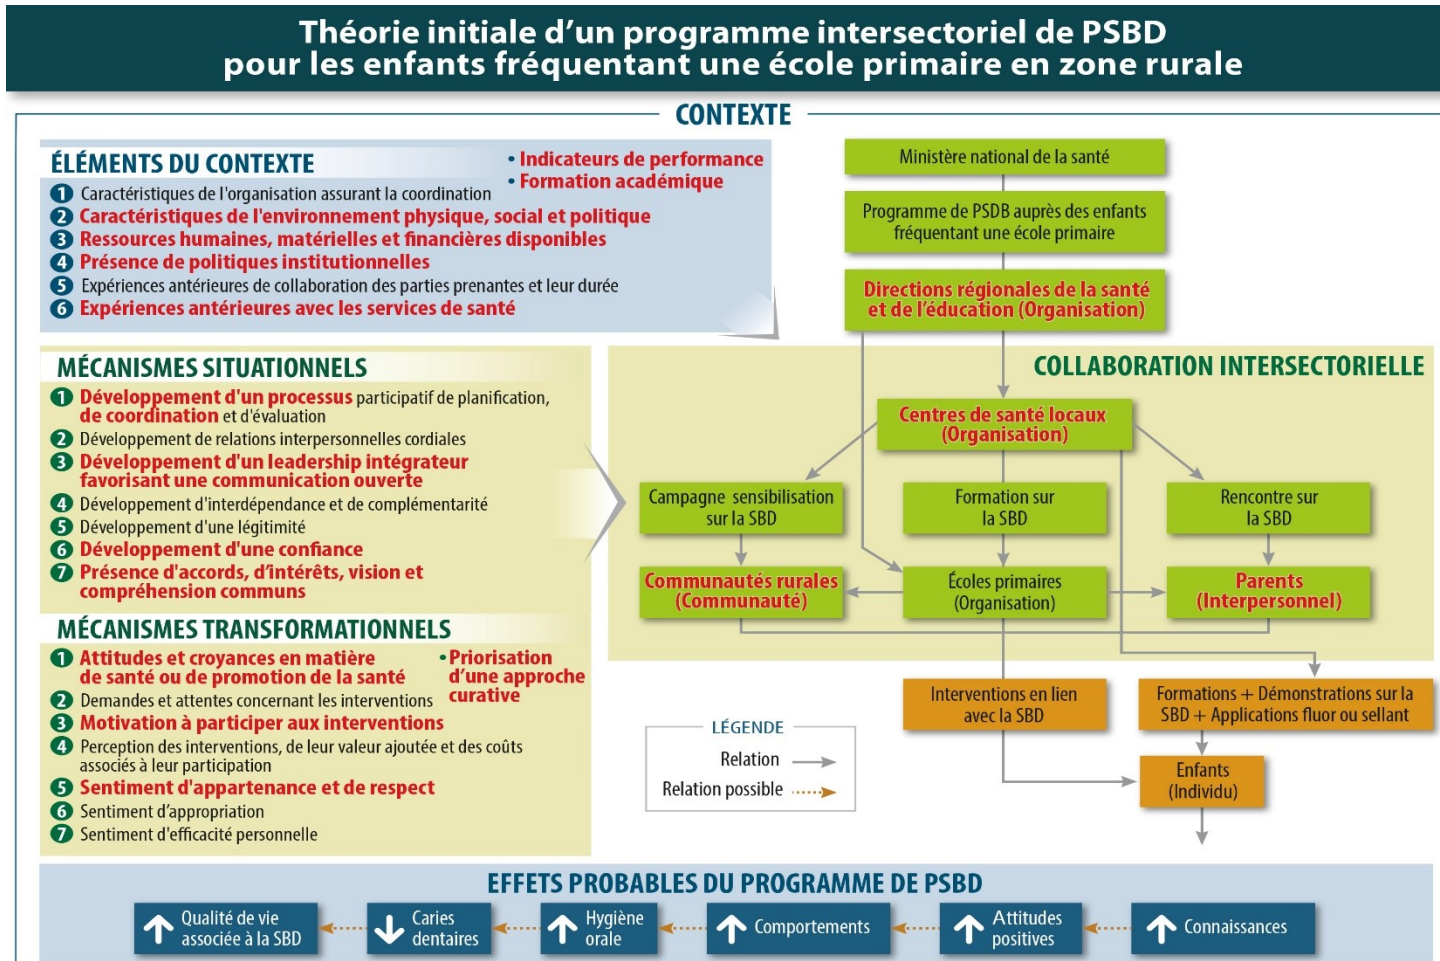 Théorie initiale d'un programme intersectoriel de PSBD
pour les enfants fréquentant une école primaire en zone rurale
CONTEXTE
ÉLÉMENTS DU CONTEXTE
• Indicateurs de performance
• Formation académique
1 Caractéristiques de l'organisation assurant la coordination
2 Caractéristiques de l'environnement physique, social et politique
3 Ressources humaines, matérielles et financières disponibles
4 Présence de politiques institutionnelles
5 Expériences antérieures de collaboration des parties prenantes et leur durée
6 Expériences antérieures avec les services de santé
MÉCANISMES SITUATIONNELS
1 Développement d'un processus participatif de planification,
de coordination et d'évaluation
2 Développement de relations interpersonnelles cordiales
3 Développement d'un leadership intégrateur
favorisant une communication ouverte
4 Développement d'interdépendance et de complémentarité
5 Développement d'une légitimité
6 Développement d'une confiance
7 Présence d'accords, d'intérêts, vision et
compréhension communs
MÉCANISMES TRANSFORMATIONNELS
1 Attitudes et croyances en matière
de santé ou de promotion de la santé
• Priorisation
d'une approche
curative
2 Demandes et attentes concernant les interventions
3 Motivation à participer aux interventions
4 Perception des interventions, de leur valeur ajoutée et des coûts
associés à leur participation
5 Sentiment d'appartenance et de respect
6 Sentiment d'appropriation
7 Sentiment d'efficacité personnelle
Ministère national de la santé
Programme de PSDB auprès des enfants
fréquentant une école primaire
Directions régionales de la santé
et de l'éducation (Organisation)
COLLABORATION INTERSECTORIELLE
Centres de santé locaux
(Organisation)
Campagne sensibilisation
sur la SBD
Formation sur
la SBD
Rencontre sur
la SBD
Communautés rurales
(Communauté)
Écoles primaires
(Organisation)
Parents
(Interpersonnel)
Interventions en lien
avec la SBD
Formations + Démonstrations sur la
SBD + Applications fluor ou sellant
Enfants
(Individu)
LÉGENDE
Relation
Relation possible
EFFETS PROBABLES DU PROGRAMME DE PSBD
Qualité de vie
associée à la SBD
Caries
dentaires
Hygiène
orale
Comportements
Attitudes
positives
Connaissances